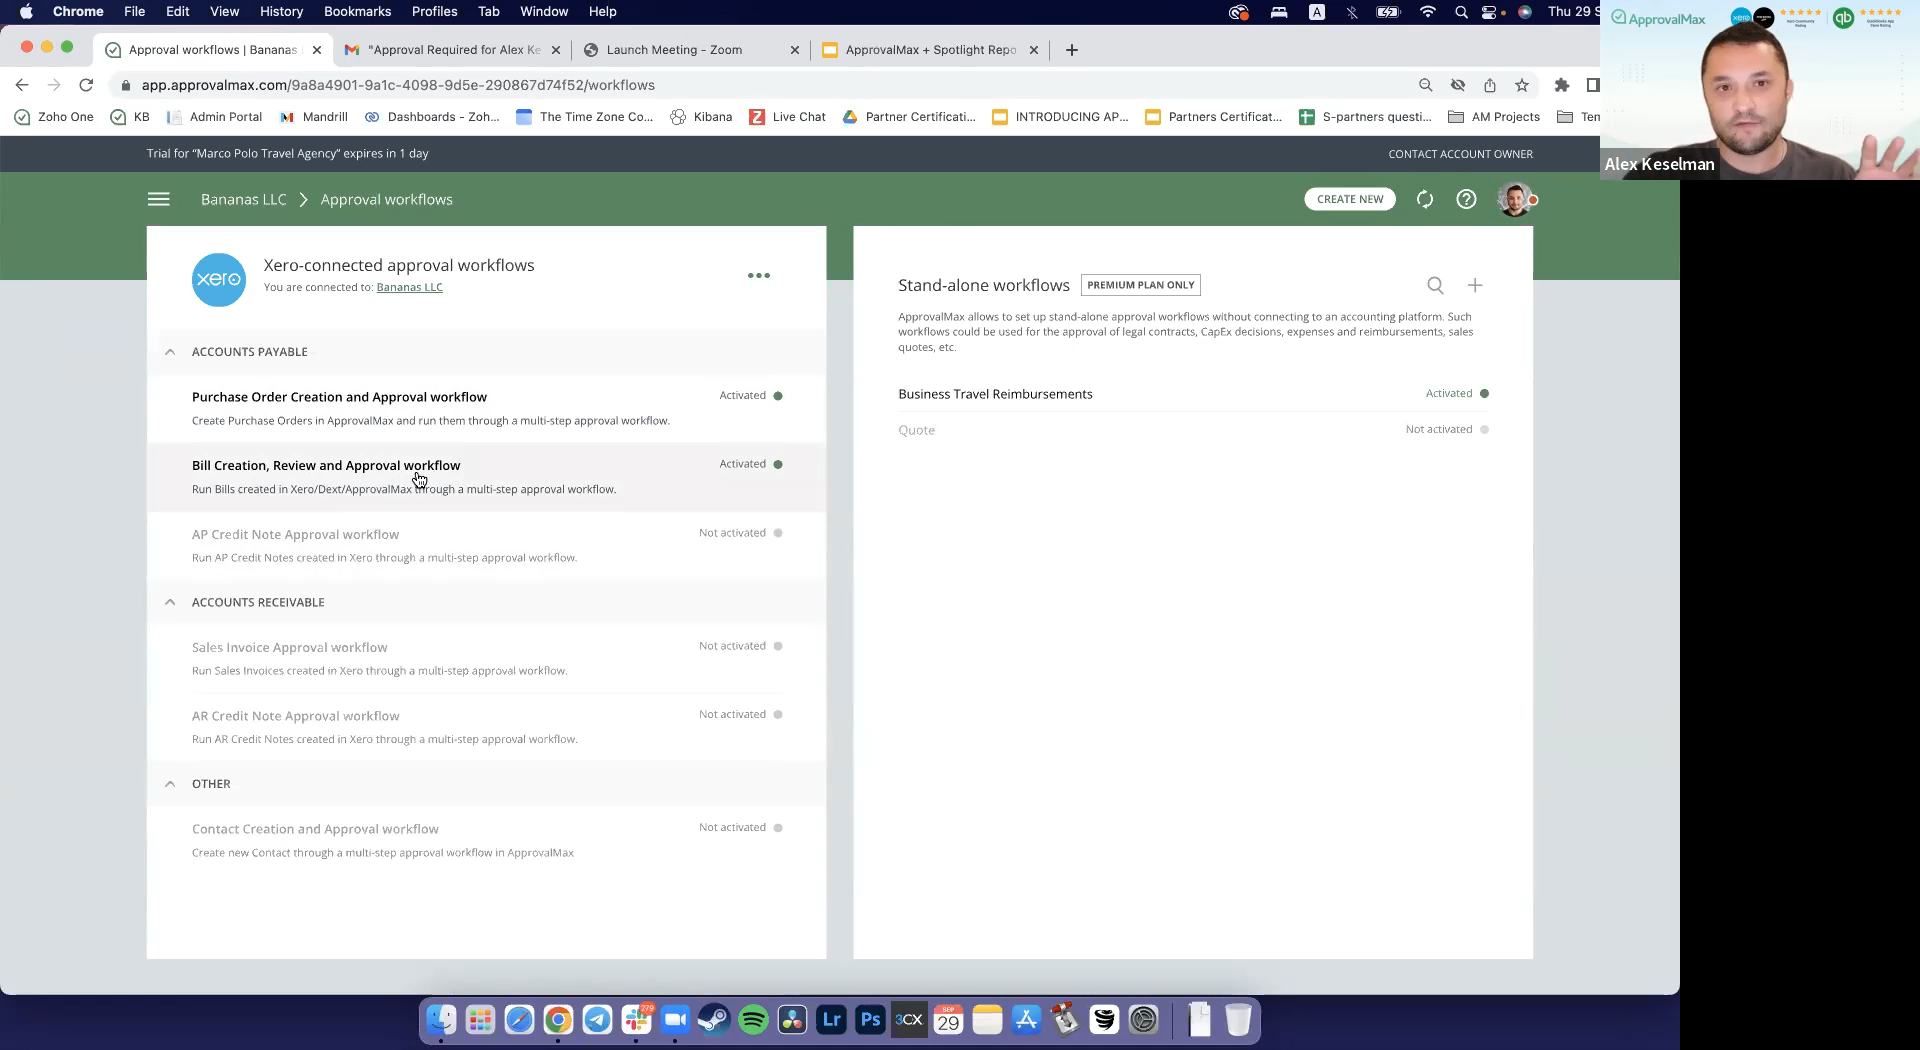 Chrome File Edit View History Bookmarks Profiles Tab Window Help
A
Thu 29 S
Approval workflows | Bananas
"Approval Required for Alex Ke
Launch Meeting - Zoom
ApprovalMax + Spotlight Repo
app.approvalmax.com/9a8a4901-9a1c-4098-9d5e-290867d74f52/workflows
Zoho One
KB
Admin Portal
Mandrill
Dashboards - Zoh...
The Time Zone Co...
Kibana
Live Chat
Partner Certificati...
INTRODUCING AP...
Partners Certificat...
S-partners questi...
AM Projects
Ten
ApprovalMax
xero
qb
Alex Keselman
Trial for “Marco Polo Travel Agency” expires in 1 day
CONTACT ACCOUNT OWNER
Bananas LLC
Approval workflows
CREATE NEW
xero
Xero-connected approval workflows
You are connected to: Bananas LLC
ACCOUNTS PAYABLE
Purchase Order Creation and Approval workflow
Activated
Create Purchase Orders in ApprovalMax and run them through a multi-step approval workflow.
Bill Creation, Review and Approval workflow
Activated
Run Bills created in Xero/Dext/ApprovalMax through a multi-step approval workflow.
AP Credit Note Approval workflow
Not activated
Run AP Credit Notes created in Xero through a multi-step approval workflow.
ACCOUNTS RECEIVABLE
Sales Invoice Approval workflow
Not activated
Run Sales Invoices created in Xero through a multi-step approval workflow.
AR Credit Note Approval workflow
Not activated
Run AR Credit Notes created in Xero through a multi-step approval workflow.
OTHER
Contact Creation and Approval workflow
Not activated
Create new Contact through a multi-step approval workflow in ApprovalMax
Stand-alone workflows
PREMIUM PLAN ONLY
ApprovalMax allows to set up stand-alone approval workflows without connecting to an accounting platform. Such
workflows could be used for the approval of legal contracts, CapEx decisions, expenses and reimbursements, sales
quotes, etc.
Business Travel Reimbursements
Activated
Quote
Not activated
279
Lr
Ps
3CX
SEP
29